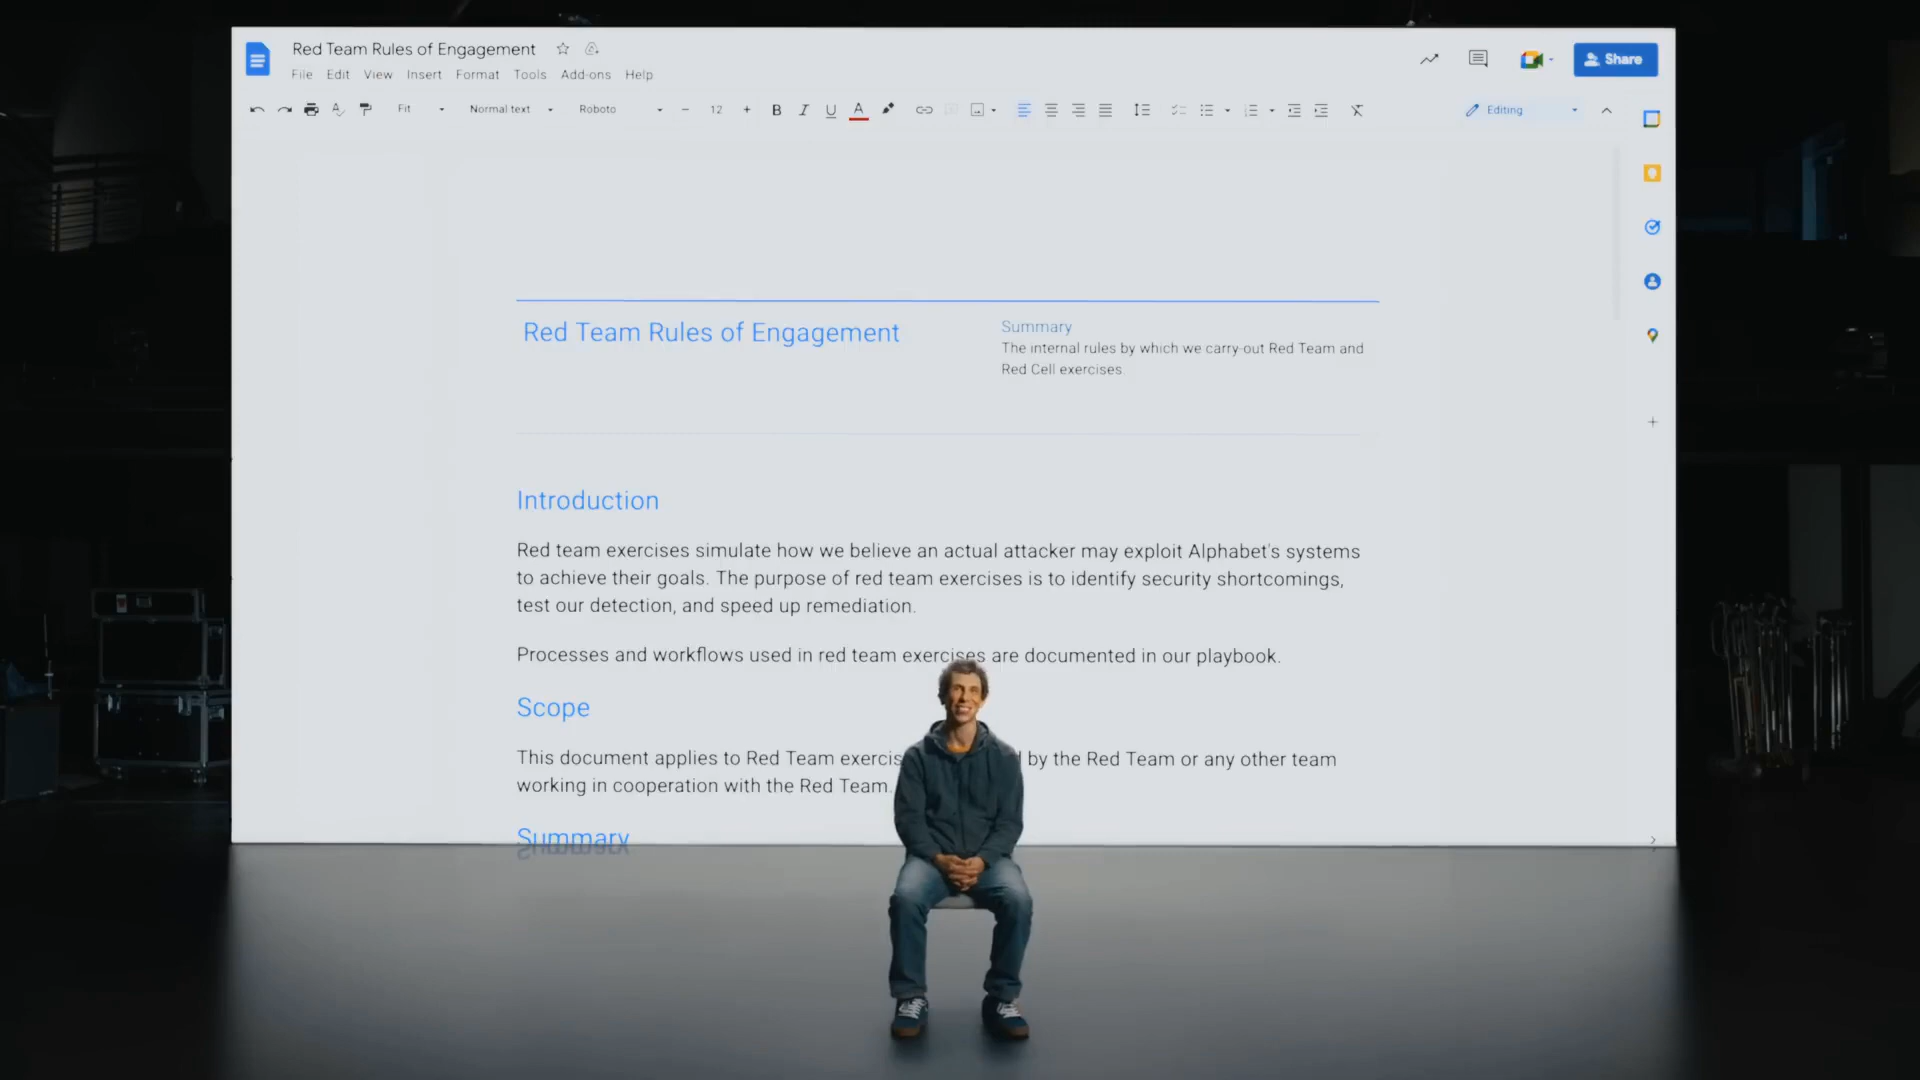 Red Team Rules of Engagement
File Edit View Insert Format Tools Add-ons Help
Share
Fit Normal text Roboto 12 B I U A Editing
Red Team Rules of Engagement
Summary
The internal rules by which we carry-out Red Team and
Red Cell exercises
Introduction
Red team exercises simulate how we believe an actual attacker may exploit Alphabet's systems
to achieve their goals. The purpose of red team exercises is to identify security shortcomings,
test our detection, and speed up remediation.
Processes and workflows used in red team exercises are documented in our playbook.
Scope
This document applies to Red Team by the Red Team or any other team
working in cooperation with the Red Team.
Summary